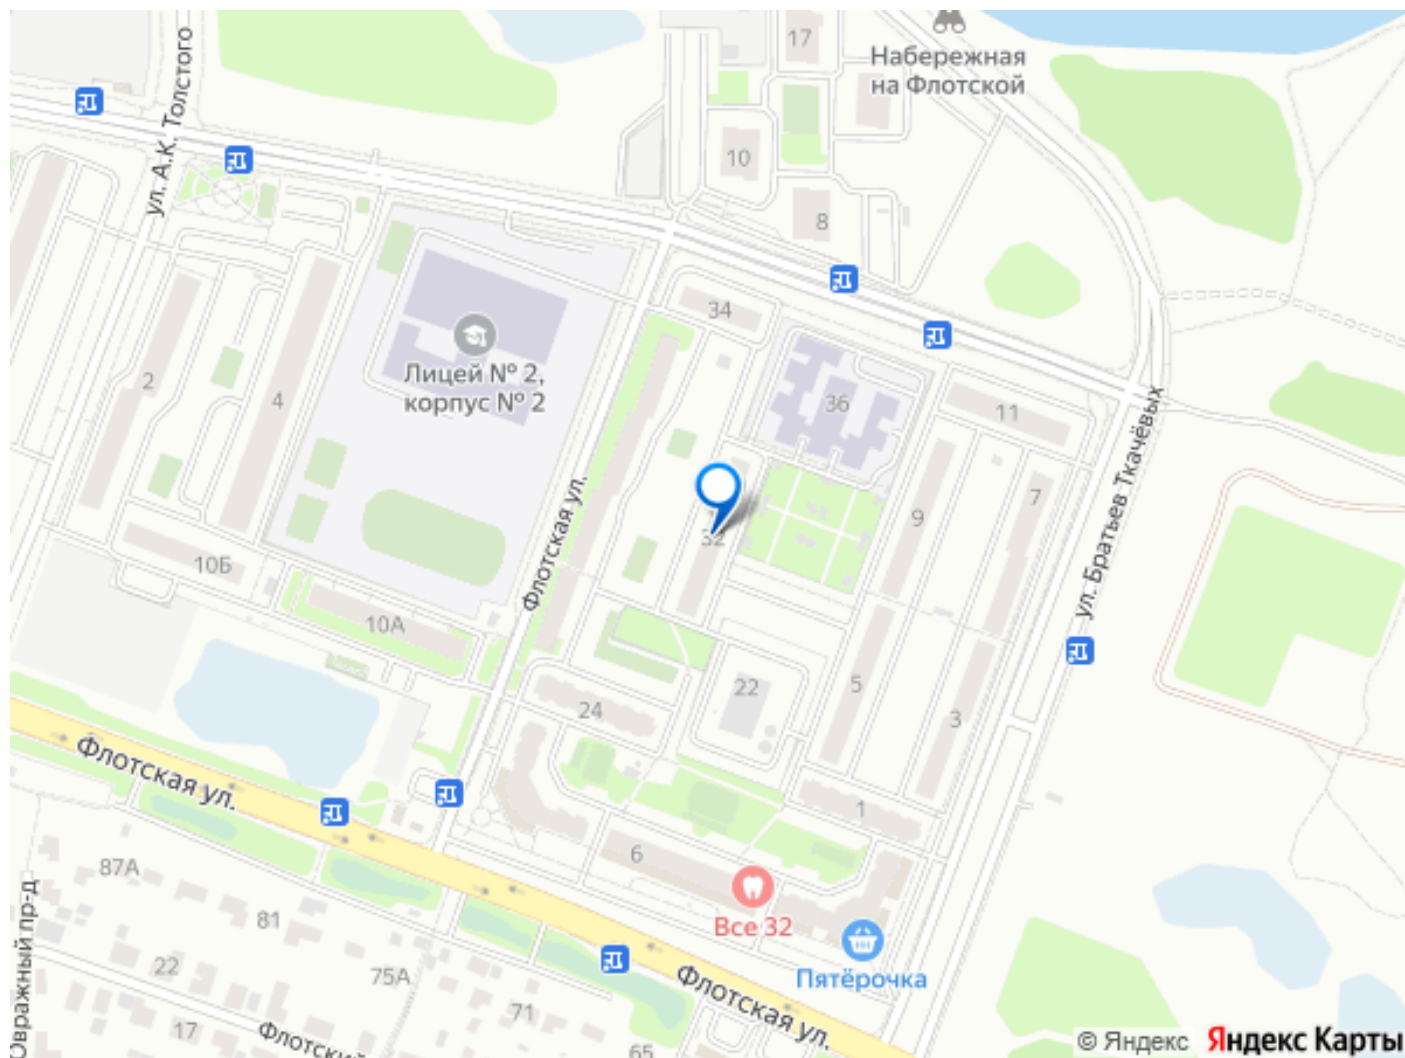 17
Набережная
на Флотской
ул. А.К. Толстого
10
8
34
Лицей № 2,
корпус № 2
36
11
2
4
7
9
32
ул. Братьев Ткачёвых
Флотская ул.
10Б
10А
22
5
24
3
Флотская ул.
1
6
87А
Все 32
81
Пятёрочка
22
75А
Флотская ул.
71
Овражный пр-д
17
Флотский
65
© Яндекс Яндекс Карты